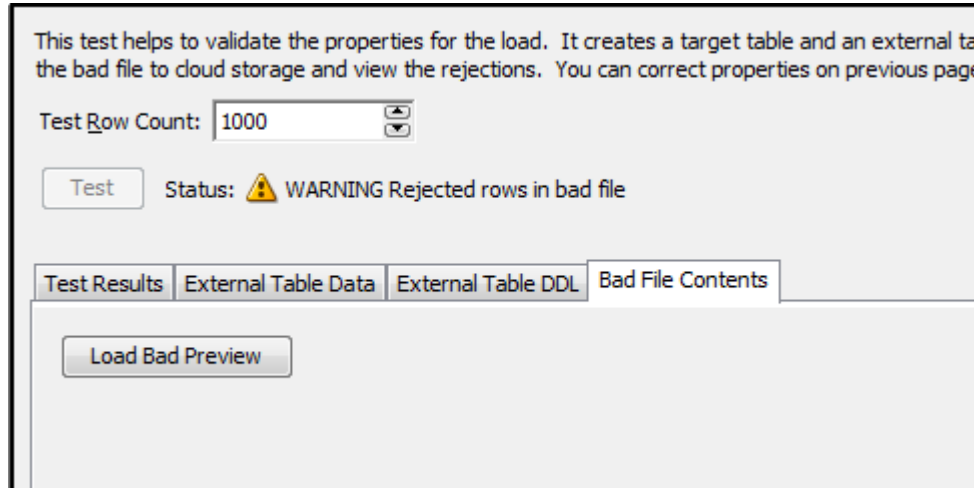 This test helps to validate the properties for the load. It creates a target table and an external
the bad file to cloud storage and view the rejections. You can correct properties on previous
Test Row Count: 1000
Test Status: WARNING Rejected rows in bad file
Test Results External Table Data External Table DDL Bad File Contents
Load Bad Preview